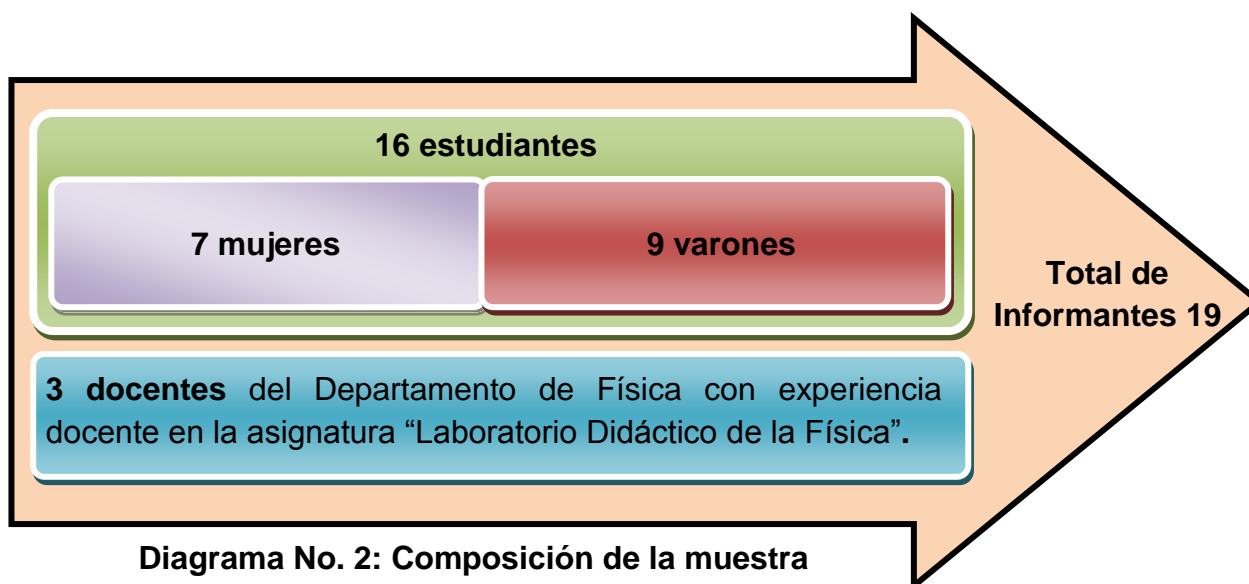 16 estudiantes
7 mujeres
9 varones
3 docentes del Departamento de Física con experiencia
docente en la asignatura “Laboratorio Didáctico de la Física”.
Total de
Informantes 19
Diagrama No. 2: Composición de la muestra